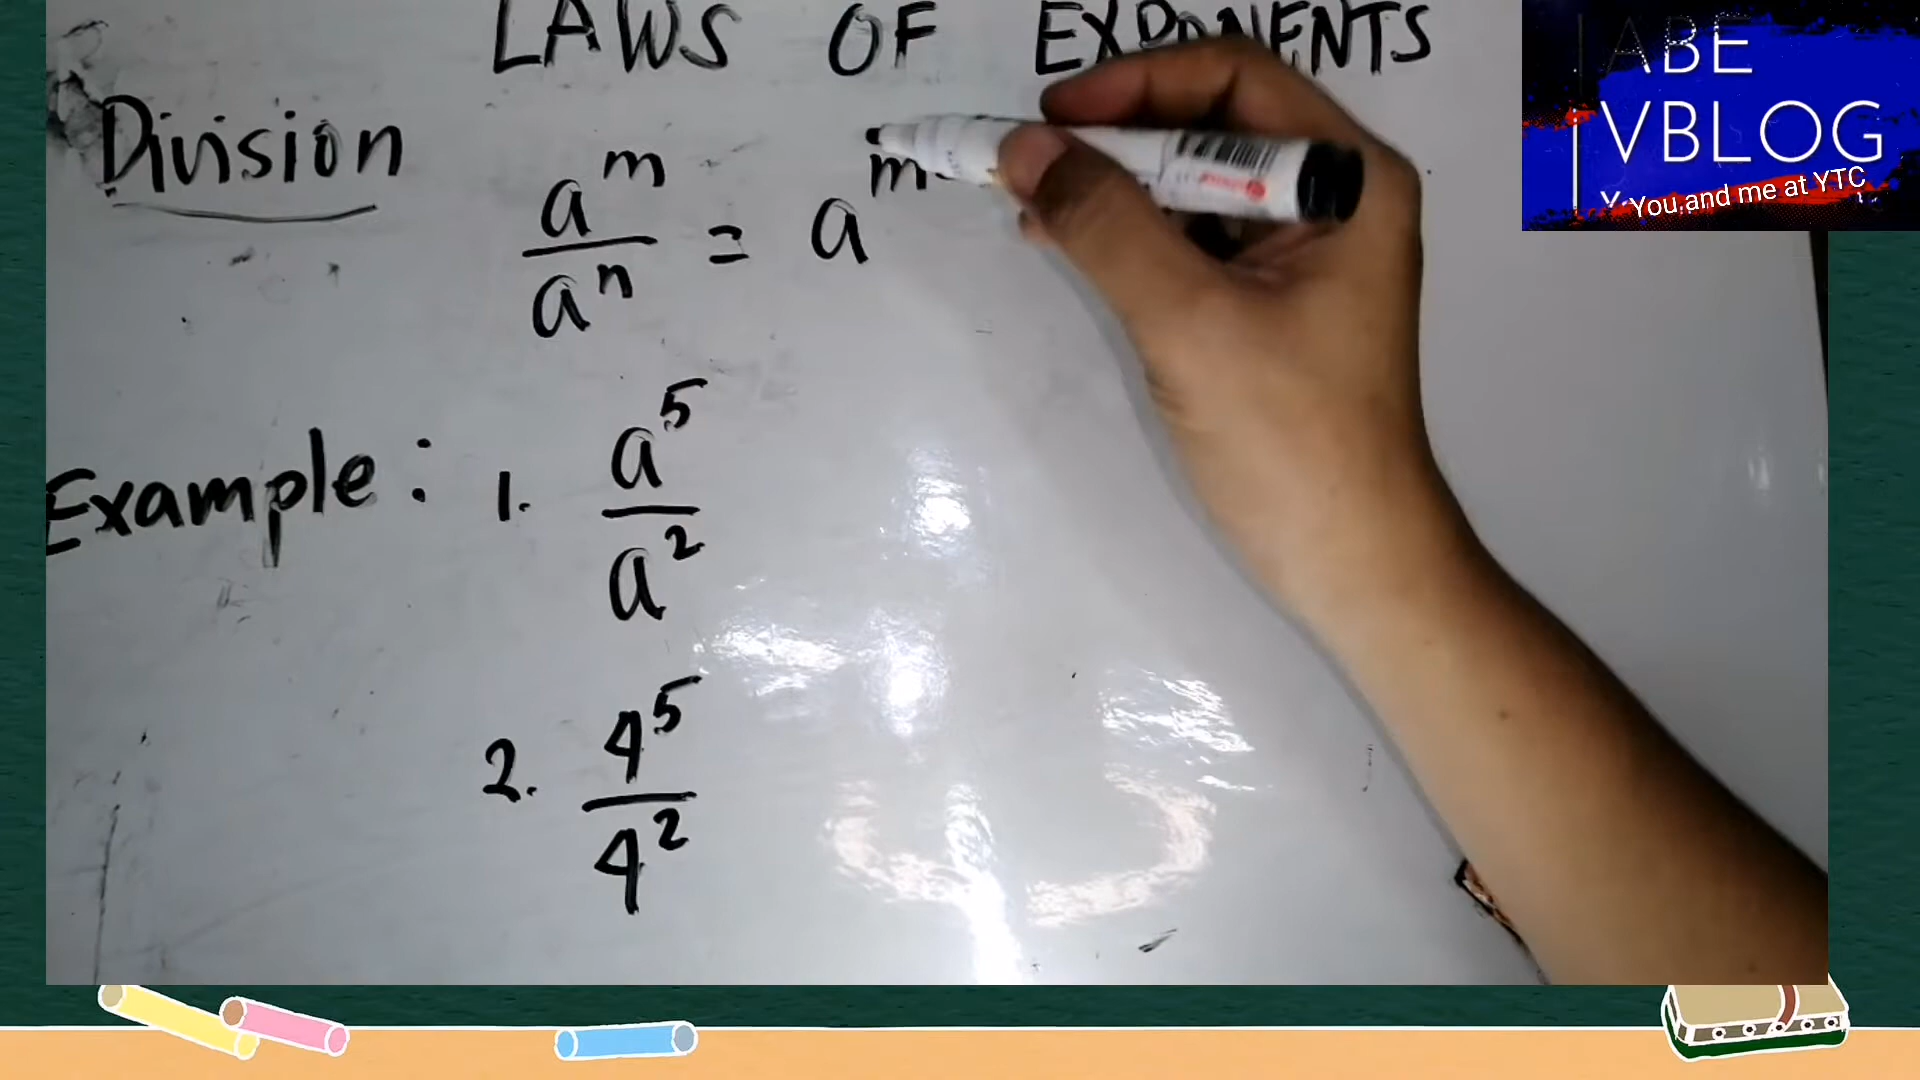 LAWS OF EXPONENTS
Division
a^m / a^n = a^m-
Example: 1. a^5 / a^2
2. 4^5 / 4^2
ABE
VBLOG
You and me at YTC